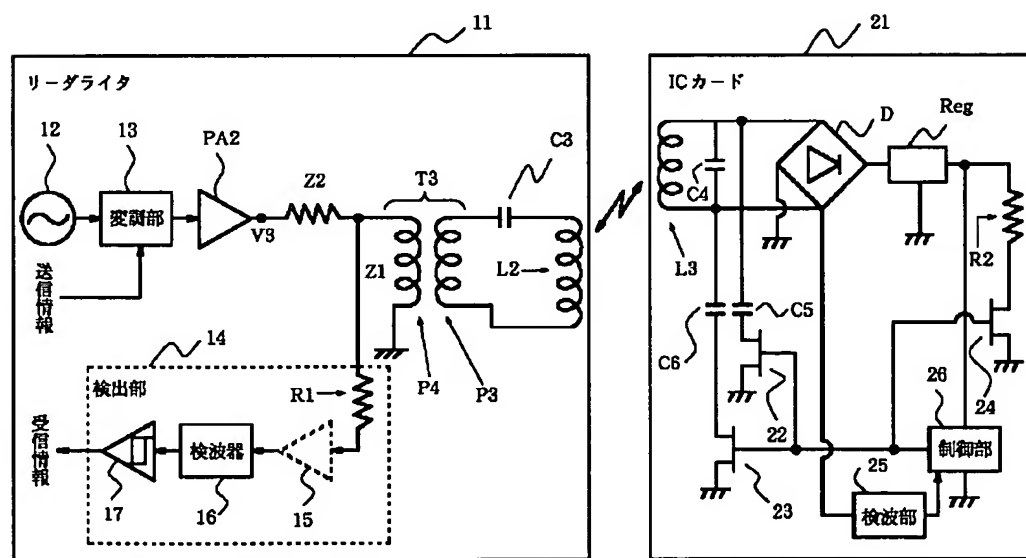 11
21
リーダライタ
ICカード
12
13
PA2
Z2
T3
C3
変調部
V3
Z1
L2
送信情報
14
検出部
R1
P4
P3
受信情報
検波器
17
16
15
D
Reg
C4
R2
L3
C5
C6
22
24
26
制御部
23
25
検波部